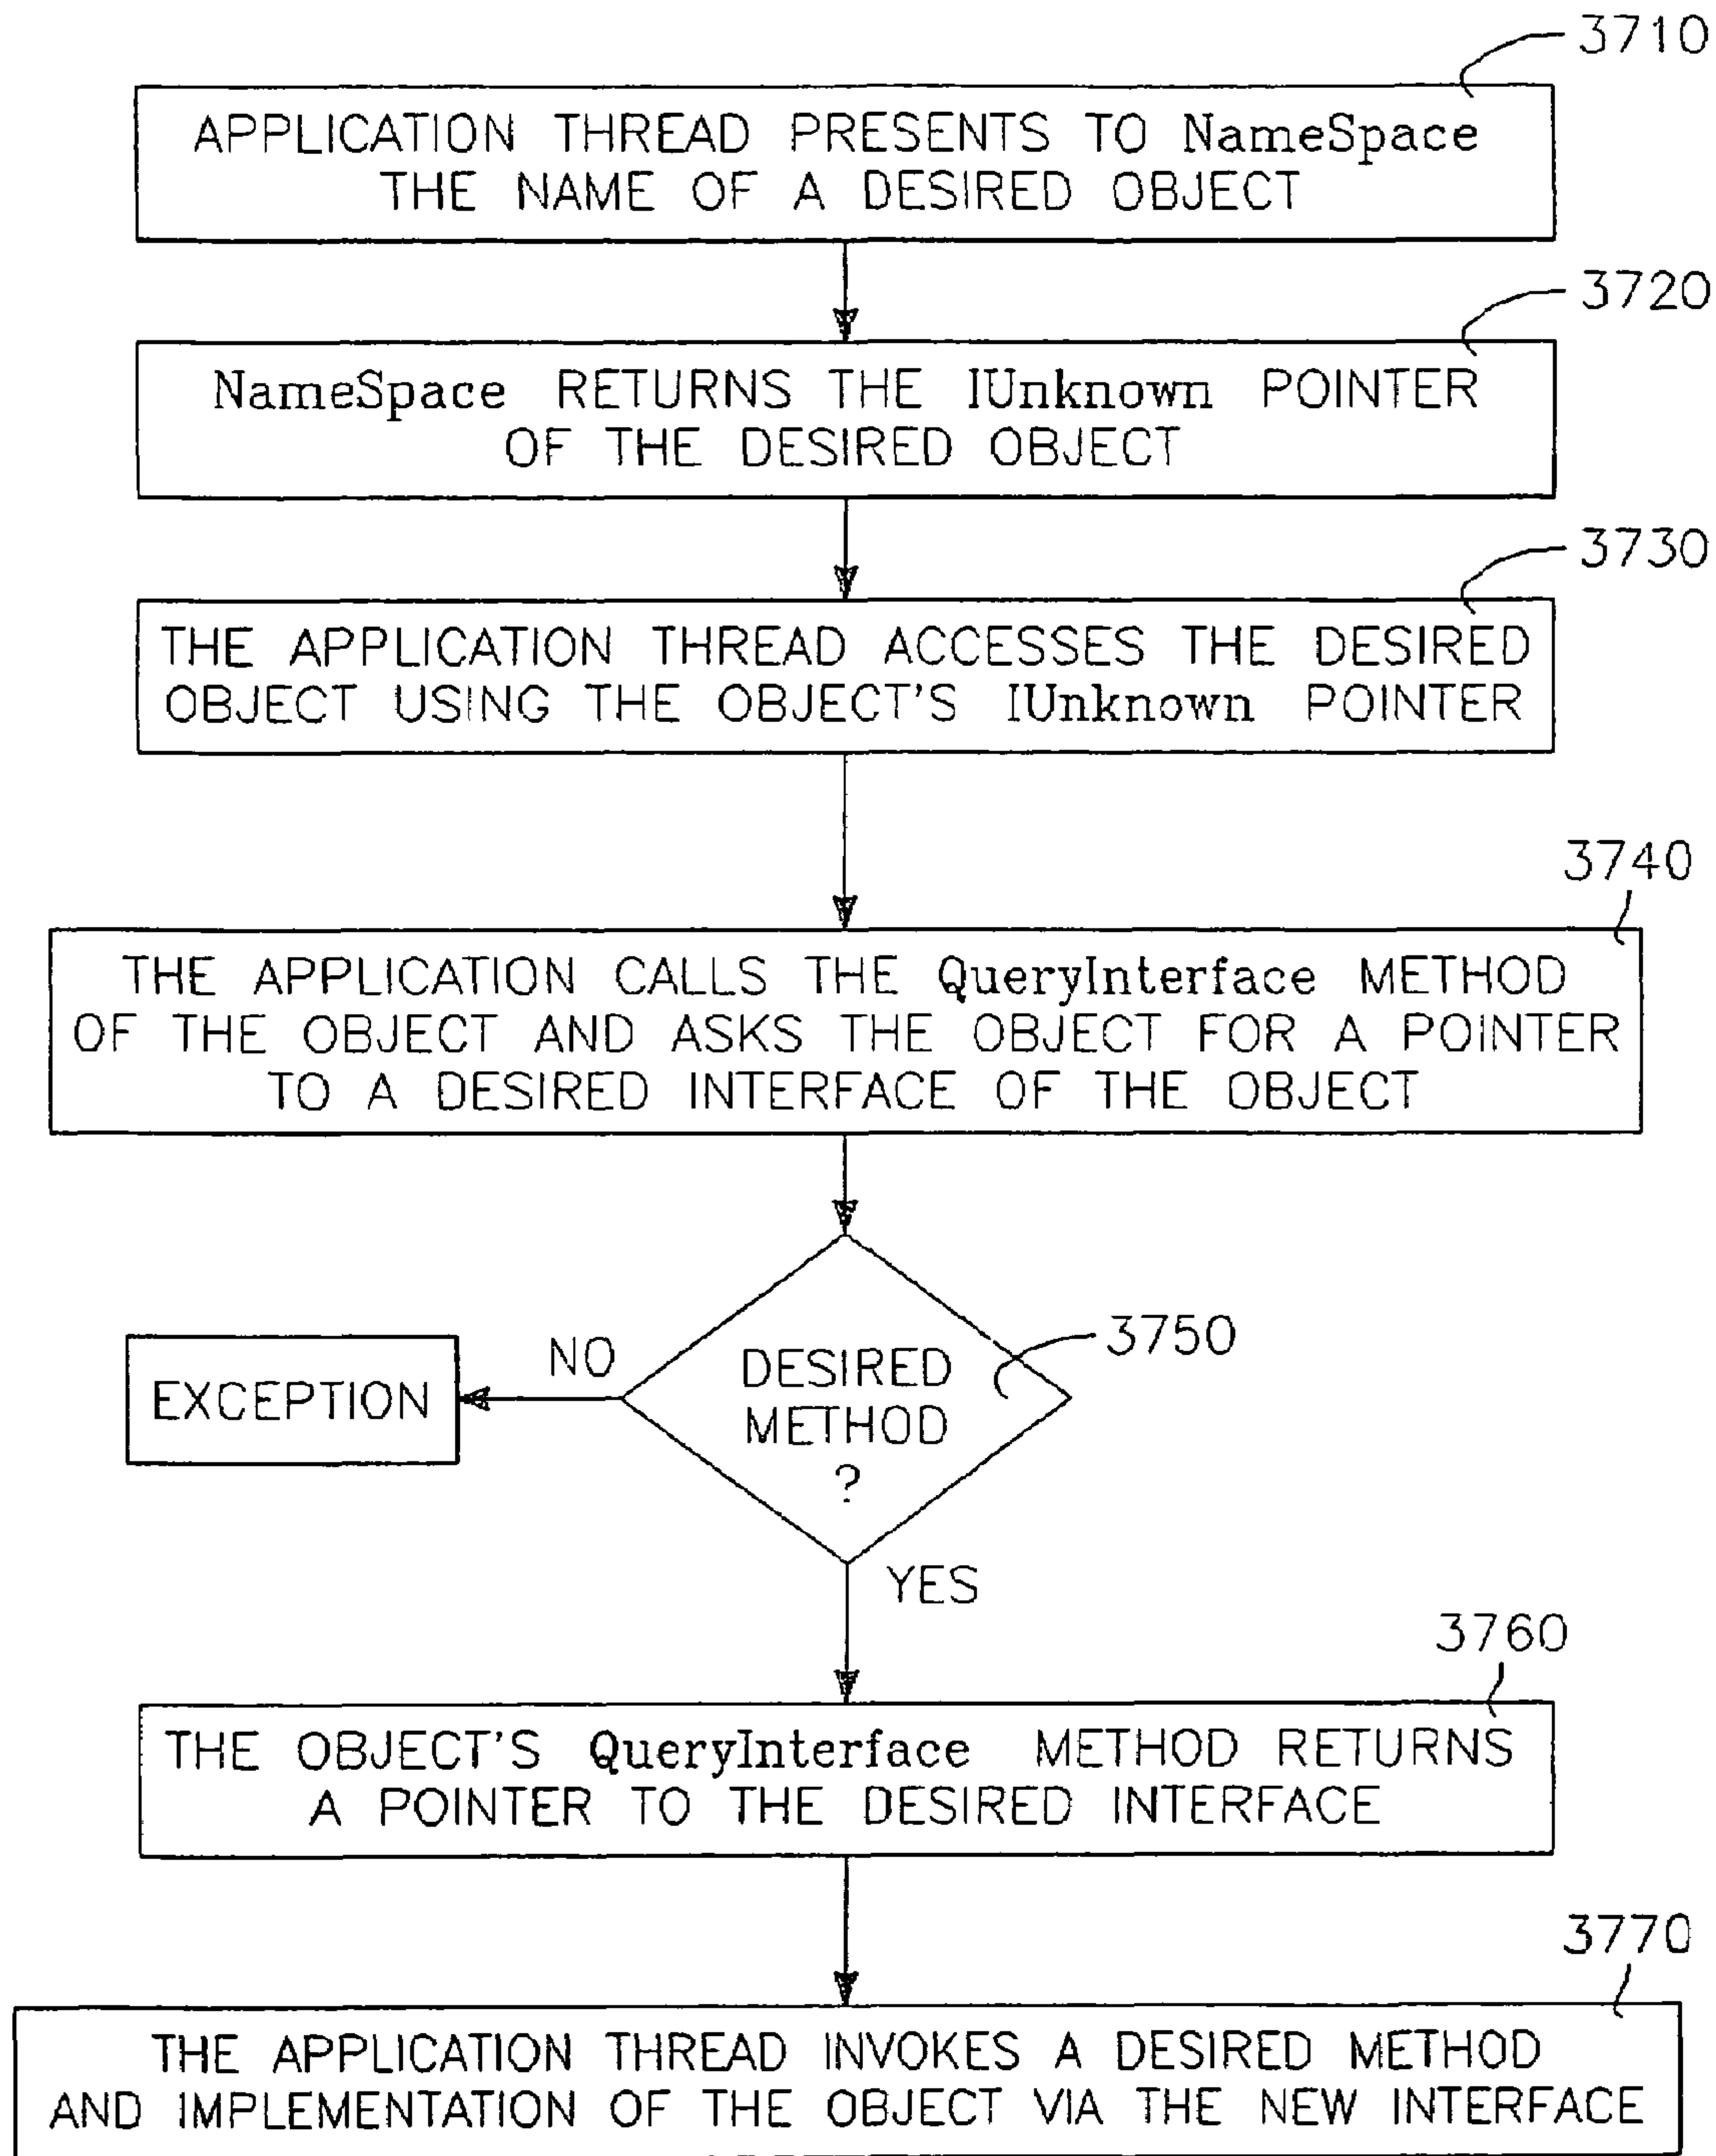 3710
APPLICATION THREAD PRESENTS TO NameSpace
THE NAME OF A DESIRED OBJECT
3720
NameSpace RETURNS THE IUnknown POINTER
OF THE DESIRED OBJECT
3730
THE APPLICATION THREAD ACCESSES THE DESIRED
OBJECT USING THE OBJECT'S IUnknown POINTER
3740
THE APPLICATION CALLS THE QueryInterface METHOD
OF THE OBJECT AND ASKS THE OBJECT FOR A POINTER
TO A DESIRED INTERFACE OF THE OBJECT
3750
DESIRED
METHOD
?
NO
EXCEPTION
YES
3760
THE OBJECT'S QueryInterface METHOD RETURNS
A POINTER TO THE DESIRED INTERFACE
3770
THE APPLICATION THREAD INVOKES A DESIRED METHOD
AND IMPLEMENTATION OF THE OBJECT VIA THE NEW INTERFACE